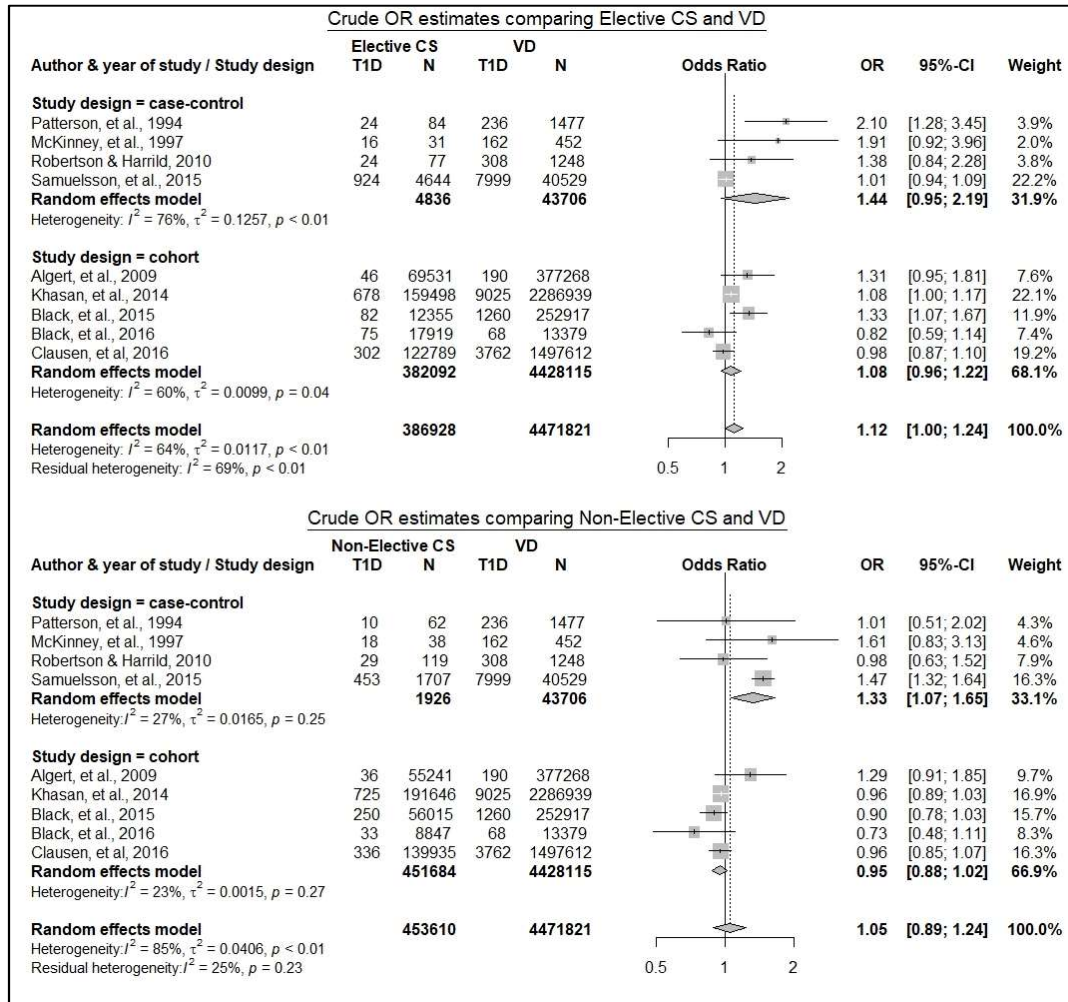 Crude OR estimates comparing Elective CS and VD
Elective CS VD
Author & year of study / Study design T1D N T1D N Odds Ratio OR 95%-CI Weight
Study design = case-control
Patterson, et al., 1994 24 84 236 1477 2.10 [1.28; 3.45] 3.9%
McKinney, et al., 1997 16 31 162 452 1.91 [0.92; 3.96] 2.0%
Robertson & Harrild, 2010 24 77 308 1248 1.38 [0.84; 2.28] 3.8%
Samuelsson, et al., 2015 924 4644 7999 40529 1.01 [0.94; 1.09] 22.2%
Random effects model 4836 43706 1.44 [0.95; 2.19] 31.9%
Heterogeneity: I² = 76%, τ² = 0.1257, p < 0.01
Study design = cohort
Algert, et al., 2009 46 69531 190 377268 1.31 [0.95; 1.81] 7.6%
Khasan, et al., 2014 678 159498 9025 2286939 1.08 [1.00; 1.17] 22.1%
Black, et al., 2015 82 12355 1260 252917 1.33 [1.07; 1.67] 11.9%
Black, et al., 2016 75 17919 68 13379 0.82 [0.59; 1.14] 7.4%
Clausen, et al, 2016 302 122789 3762 1497612 0.98 [0.87; 1.10] 19.2%
Random effects model 382092 4428115 1.08 [0.96; 1.22] 68.1%
Heterogeneity: I² = 60%, τ² = 0.0099, p = 0.04
Random effects model 386928 4471821 1.12 [1.00; 1.24] 100.0%
Heterogeneity: I² = 64%, τ² = 0.0117, p < 0.01
Residual heterogeneity: I² = 69%, p < 0.01
0.5 1 2
Crude OR estimates comparing Non-Elective CS and VD
Non-Elective CS VD
Author & year of study / Study design T1D N T1D N Odds Ratio OR 95%-CI Weight
Study design = case-control
Patterson, et al., 1994 10 62 236 1477 1.01 [0.51; 2.02] 4.3%
McKinney, et al., 1997 18 38 162 452 1.61 [0.83; 3.13] 4.6%
Robertson & Harrild, 2010 29 119 308 1248 0.98 [0.63; 1.52] 7.9%
Samuelsson, et al., 2015 453 1707 7999 40529 1.47 [1.32; 1.64] 16.3%
Random effects model 1926 43706 1.33 [1.07; 1.65] 33.1%
Heterogeneity:I² = 27%, τ² = 0.0165, p = 0.25
Study design = cohort
Algert, et al., 2009 36 55241 190 377268 1.29 [0.91; 1.85] 9.7%
Khasan, et al., 2014 725 191646 9025 2286939 0.96 [0.89; 1.03] 16.9%
Black, et al., 2015 250 56015 1260 252917 0.90 [0.78; 1.03] 15.7%
Black, et al., 2016 33 8847 68 13379 0.73 [0.48; 1.11] 8.3%
Clausen, et al, 2016 336 139935 3762 1497612 0.96 [0.85; 1.07] 16.3%
Random effects model 451684 4428115 0.95 [0.88; 1.02] 66.9%
Heterogeneity:I² = 23%, τ² = 0.0015, p = 0.27
Random effects model 453610 4471821 1.05 [0.89; 1.24] 100.0%
Heterogeneity:I² = 85%, τ² = 0.0406, p < 0.01
Residual heterogeneity:I² = 25%, p = 0.23
0.5 1 2